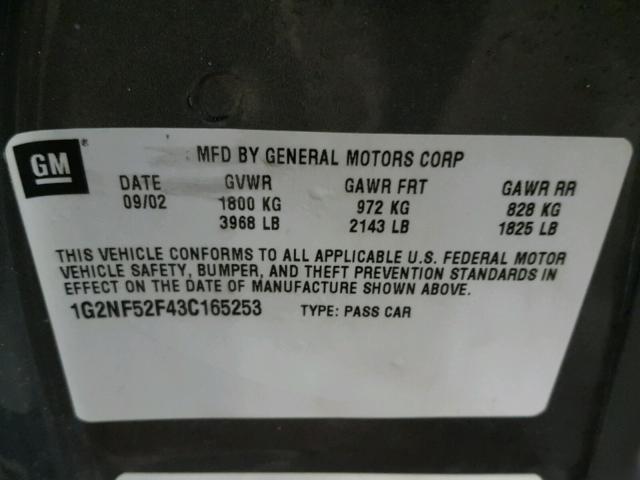 GM®
MFD BY GENERAL MOTORS CORP
DATE GVWR GAWR FRT GAWR RR
09/02 1800 KG 972 KG 828 KG
3968 LB 2143 LB 1825 LB
THIS VEHICLE CONFORMS TO ALL APPLICABLE U.S. FEDERAL MOTOR
VEHICLE SAFETY, BUMPER, AND THEFT PREVENTION STANDARDS IN
EFFECT ON THE DATE OF MANUFACTURE SHOWN ABOVE.
1G2NF52F43C165253 TYPE: PASS CAR